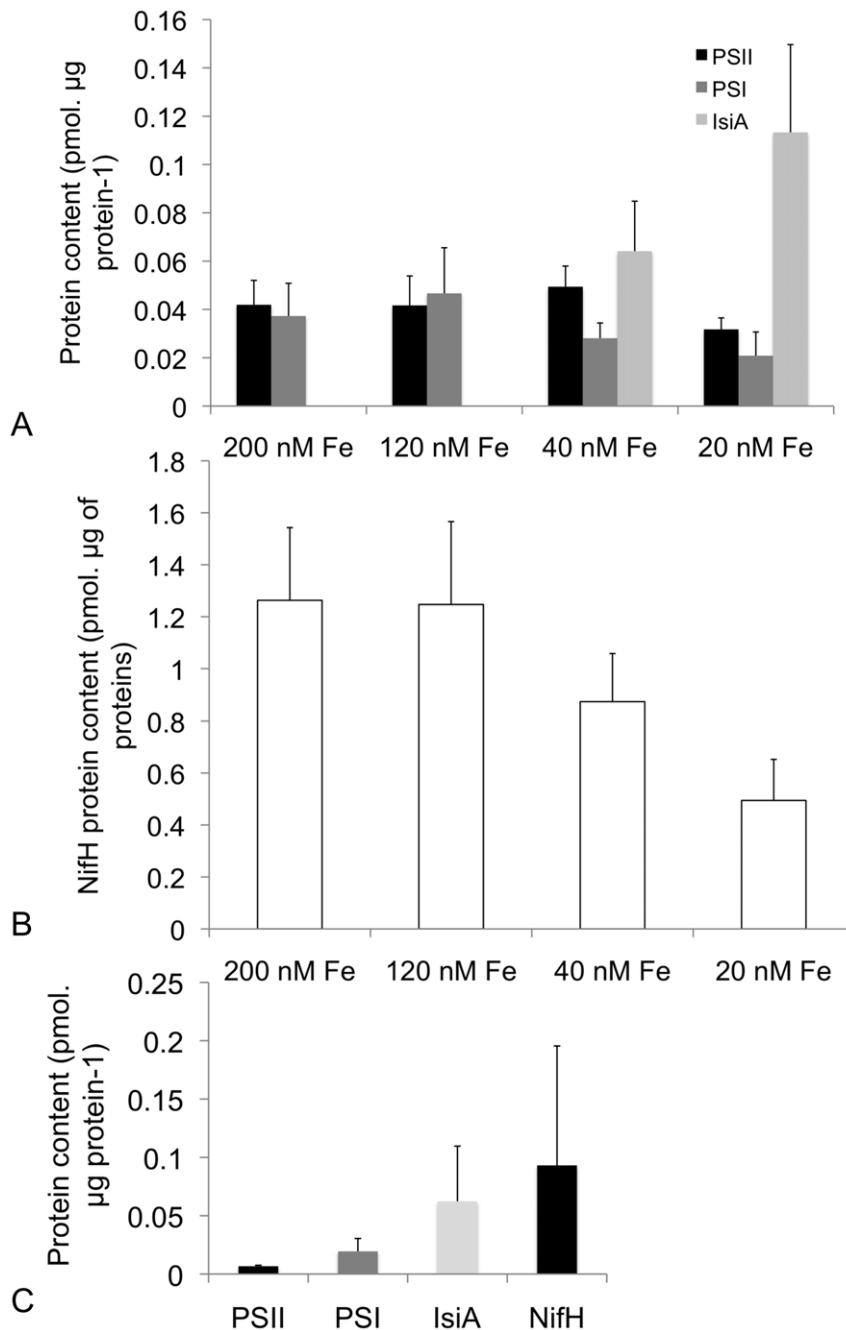 Protein content (pmol. µg
protein-1)
0.16
0.14
0.12
0.1
0.08
0.06
0.04
0.02
0
PSII
PSI
IsiA
A
200 nM Fe 120 nM Fe 40 nM Fe 20 nM Fe
NifH protein content (pmol. µg of
proteins)
1.8
1.6
1.4
1.2
1
0.8
0.6
0.4
0.2
0
B
200 nM Fe 120 nM Fe 40 nM Fe 20 nM Fe
Protein content (pmol.
µg protein-1)
0.25
0.2
0.15
0.1
0.05
0
C
PSII PSI IsiA NifH